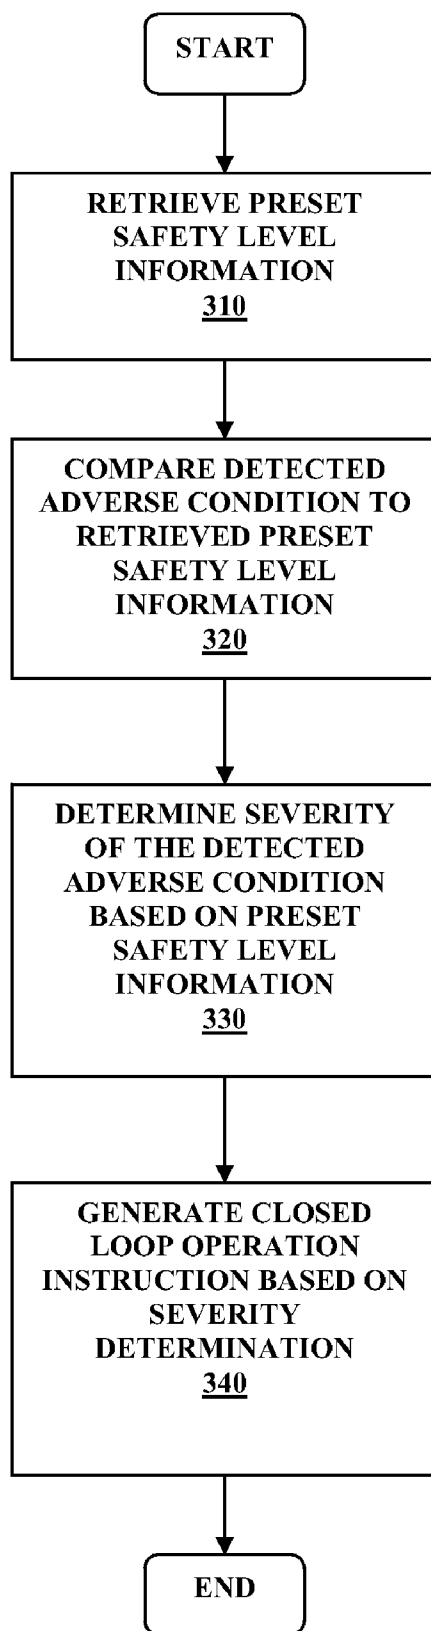 START
RETRIEVE PRESET
SAFETY LEVEL
INFORMATION
310
COMPARE DETECTED
ADVERSE CONDITION TO
RETRIEVED PRESET
SAFETY LEVEL
INFORMATION
320
DETERMINE SEVERITY
OF THE DETECTED
ADVERSE CONDITION
BASED ON PRESET
SAFETY LEVEL
INFORMATION
330
GENERATE CLOSED
LOOP OPERATION
INSTRUCTION BASED ON
SEVERITY
DETERMINATION
340
END